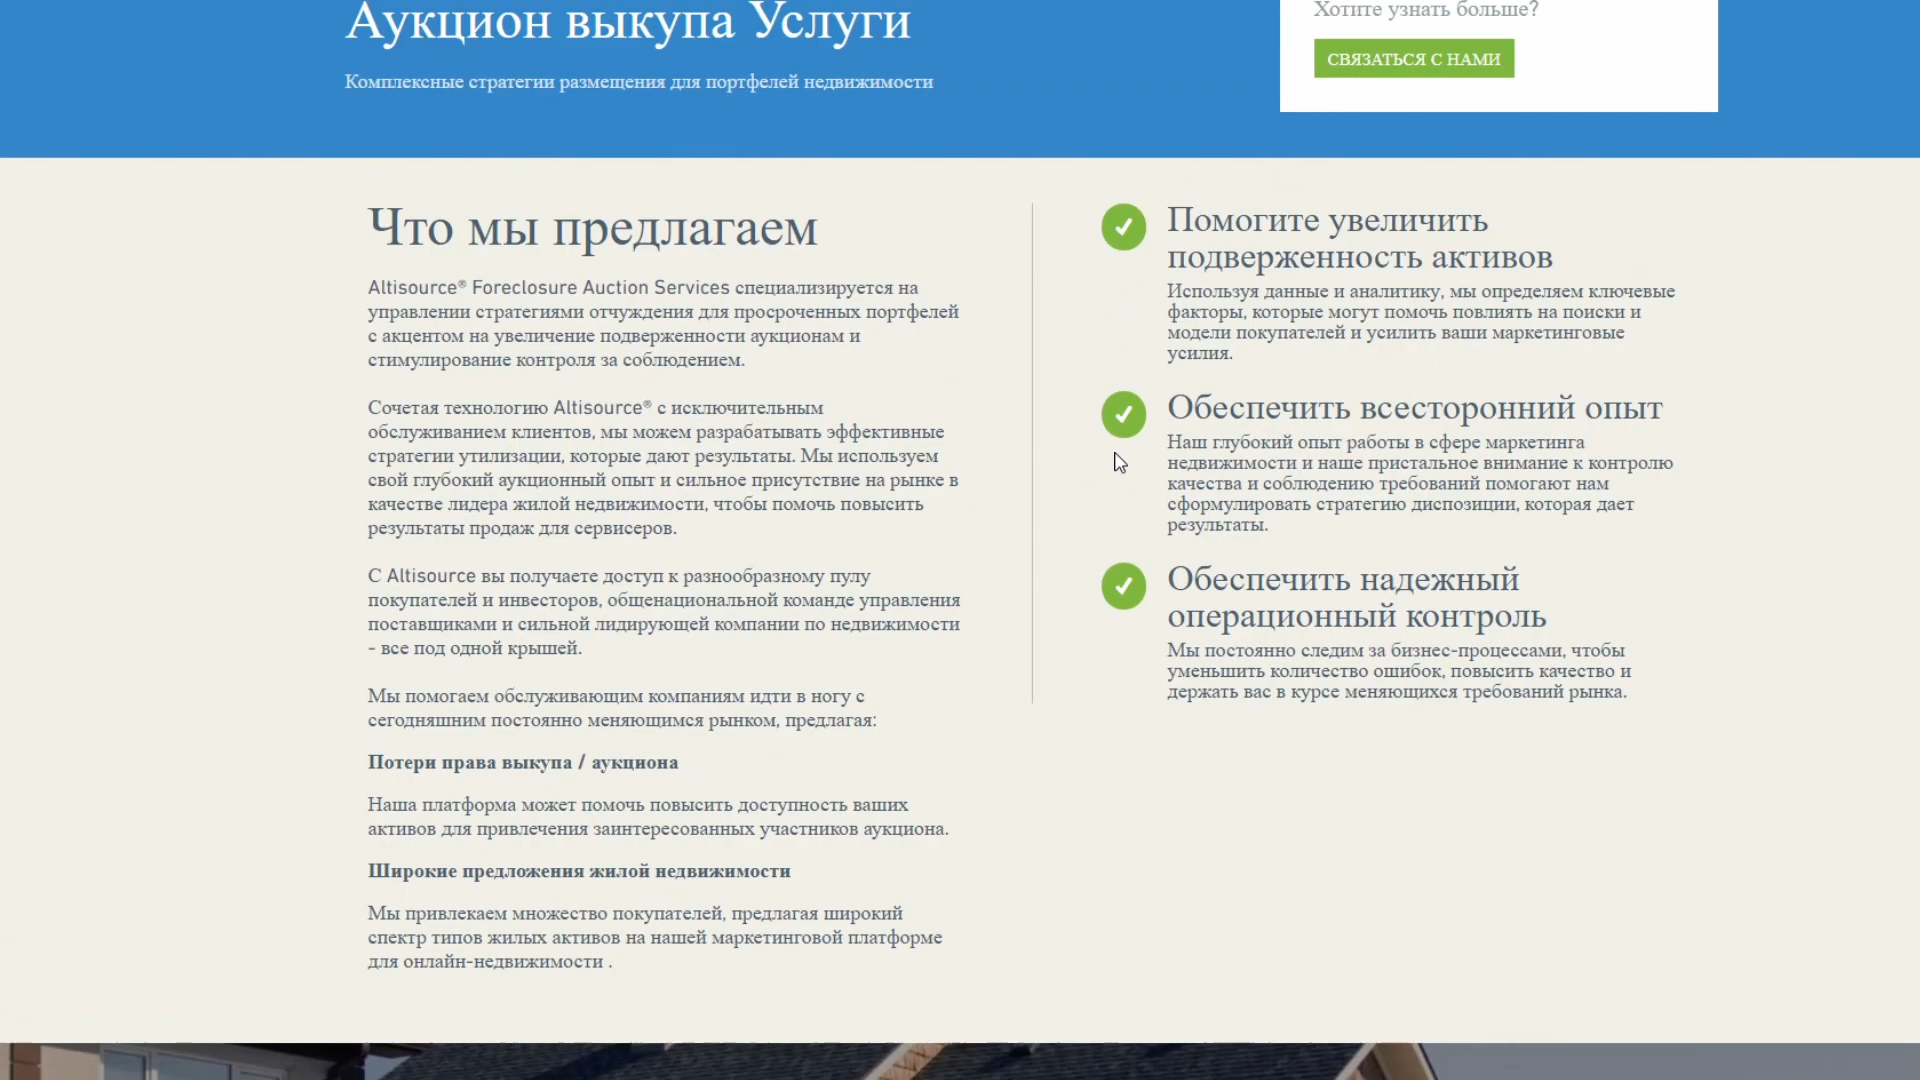 Аукцион выкупа Услуги
Комплексные стратегии размещения для портфелей недвижимости
Хотите узнать больше?
СВЯЗАТЬСЯ С НАМИ
Что мы предлагаем
Altisource® Foreclosure Auction Services специализируется на
управлении стратегиями отчуждения для просроченных портфелей
с акцентом на увеличение подверженности аукционам и
стимулирование контроля за соблюдением.
Сочетая технологию Altisource® с исключительным
обслуживанием клиентов, мы можем разрабатывать эффективные
стратегии утилизации, которые дают результаты. Мы используем
свой глубокий аукционный опыт и сильное присутствие на рынке в
качестве лидера жилой недвижимости, чтобы помочь повысить
результаты продаж для сервисеров.
С Altisource вы получаете доступ к разнообразному пулу
покупателей и инвесторов, общенациональной команде управления
поставщиками и сильной лидирующей компании по недвижимости
- все под одной крышей.
Мы помогаем обслуживающим компаниям идти в ногу с
сегодняшним постоянно меняющимся рынком, предлагая:
Потери права выкупа / аукциона
Наша платформа может помочь повысить доступность ваших
активов для привлечения заинтересованных участников аукциона.
Широкие предложения жилой недвижимости
Мы привлекаем множество покупателей, предлагая широкий
спектр типов жилых активов на нашей маркетинговой платформе
для онлайн-недвижимости .
Помогите увеличить
подверженность активов
Используя данные и аналитику, мы определяем ключевые
факторы, которые могут помочь повлиять на поиски и
модели покупателей и усилить ваши маркетинговые
усилия.
Обеспечить всесторонний опыт
Наш глубокий опыт работы в сфере маркетинга
недвижимости и наше пристальное внимание к контролю
качества и соблюдению требований помогают нам
сформулировать стратегию диспозиции, которая дает
результаты.
Обеспечить надежный
операционный контроль
Мы постоянно следим за бизнес-процессами, чтобы
уменьшить количество ошибок, повысить качество и
держать вас в курсе меняющихся требований рынка.